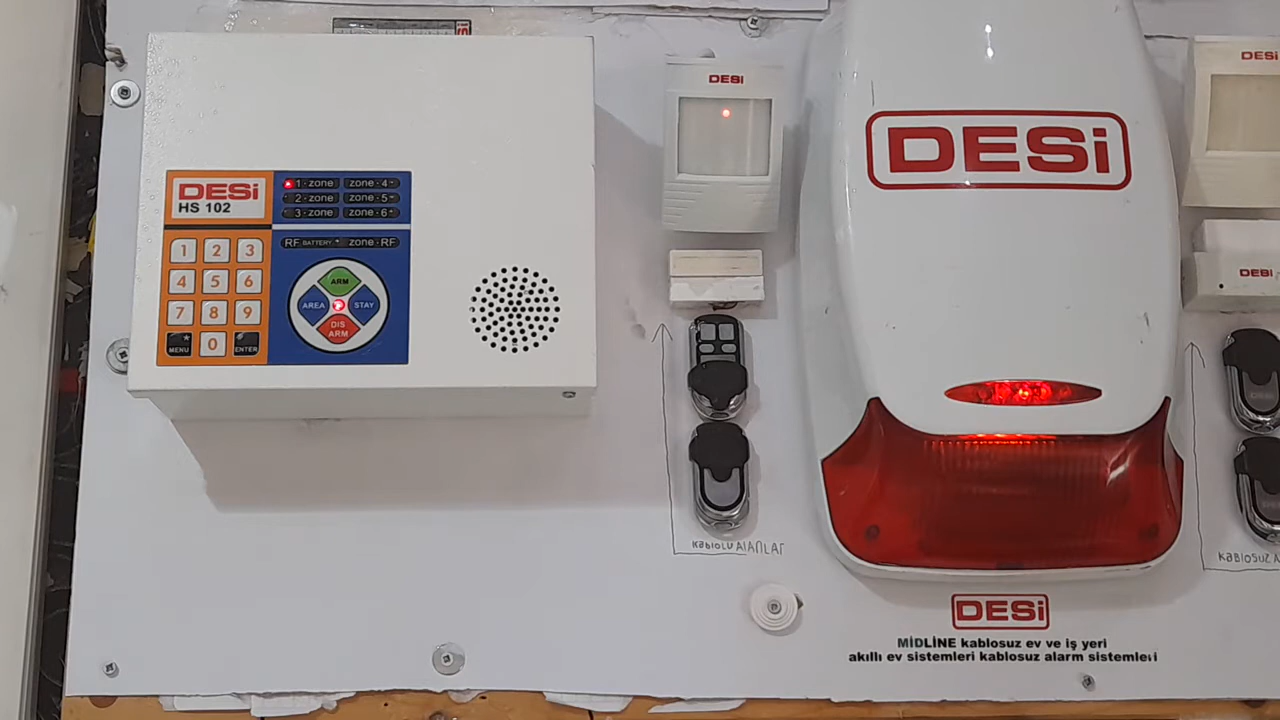 DESi
HS 102
1 - zone
zone - 4
2 - zone
zone - 5
3 - zone
zone - 6
RF BATTERY
zone - RF
1 2 3
4 5 6
7 8 9
MENU * 0 ENTER
ARM
AREA
STAY
DIS
ARM
DESi
KABLOLU ALANLAR
DESi
DESi
MİDLİNE kablosuz ev ve iş yeri
akıllı ev sistemleri kablosuz alarm sistemleri
DESi
DESi
KABLOSUZ A